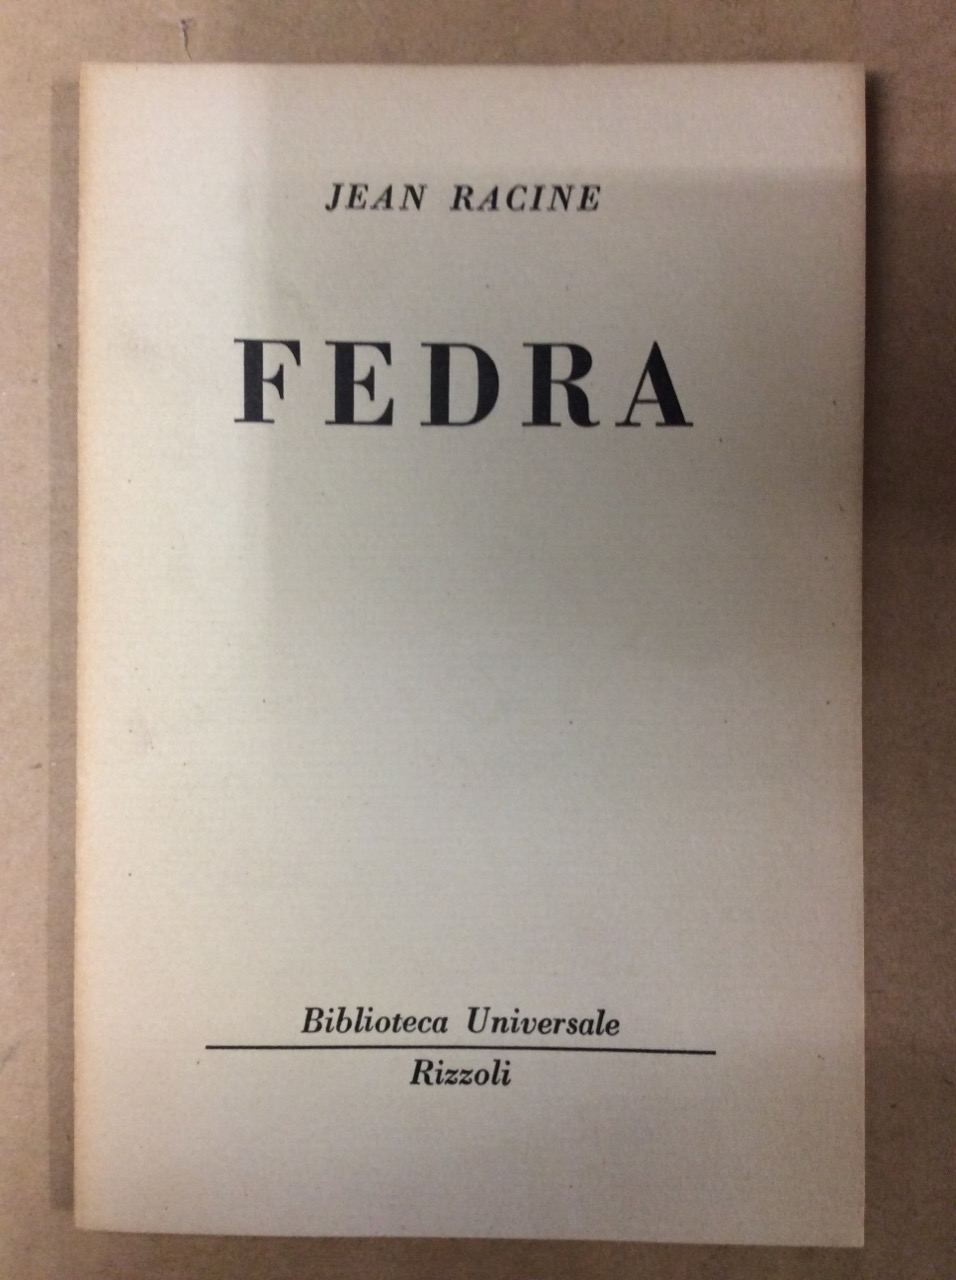 JEAN RACINE
FEDRA
Biblioteca Universale
Rizzoli